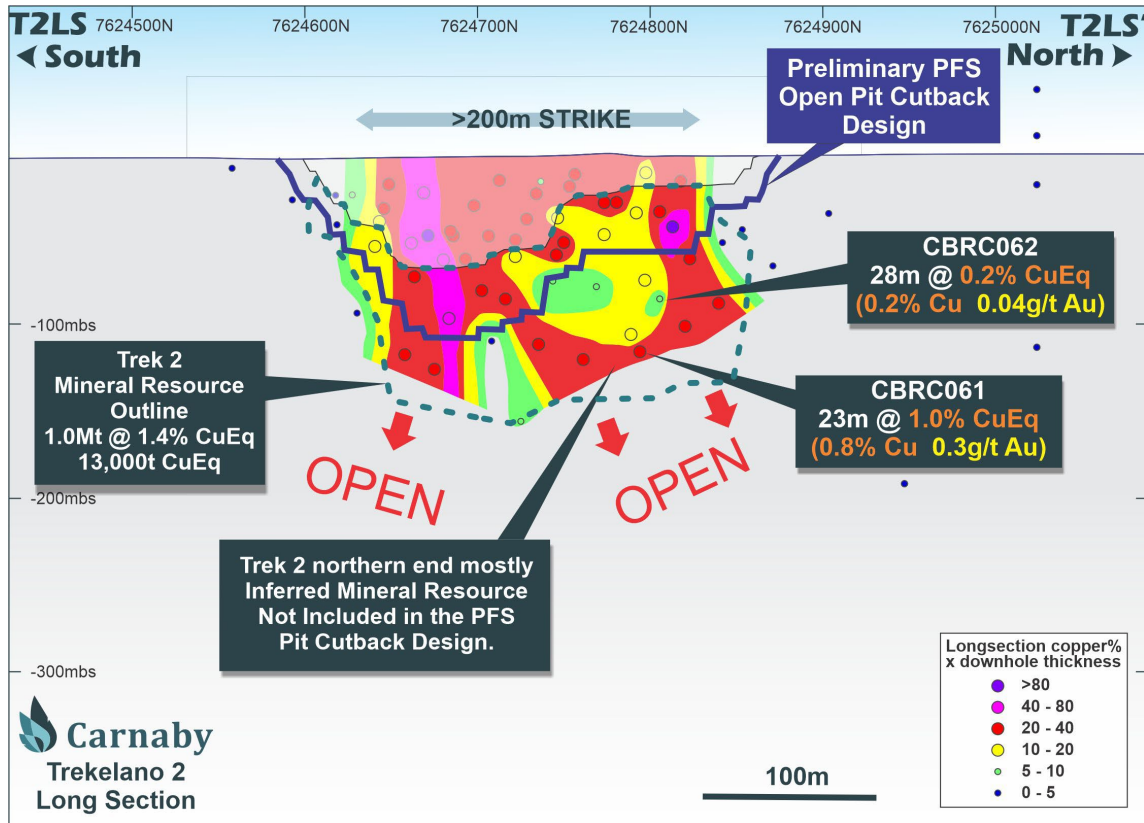 7624500N
7624600N
7624700N
7624800N
7624900N
7625000N
T2LS
South
T2LS'
North
>200m STRIKE
Preliminary PFS
Open Pit Cutback
Design
CBRC062
28m @ 0.2% CuEq
(0.2% Cu 0.04g/t Au)
-100mbs
Trek 2
Mineral Resource
Outline
1.0Mt @ 1.4% CuEq
13,000t CuEq
CBRC061
23m @ 1.0% CuEq
(0.8% Cu 0.3g/t Au)
OPEN
OPEN
-200mbs
Trek 2 northern end mostly
Inferred Mineral Resource
Not Included in the PFS
Pit Cutback Design.
-300mbs
Longsection copper%
x downhole thickness
>80
40 - 80
20 - 40
10 - 20
5 - 10
0 - 5
Carnaby
Trekelano 2
Long Section
100m